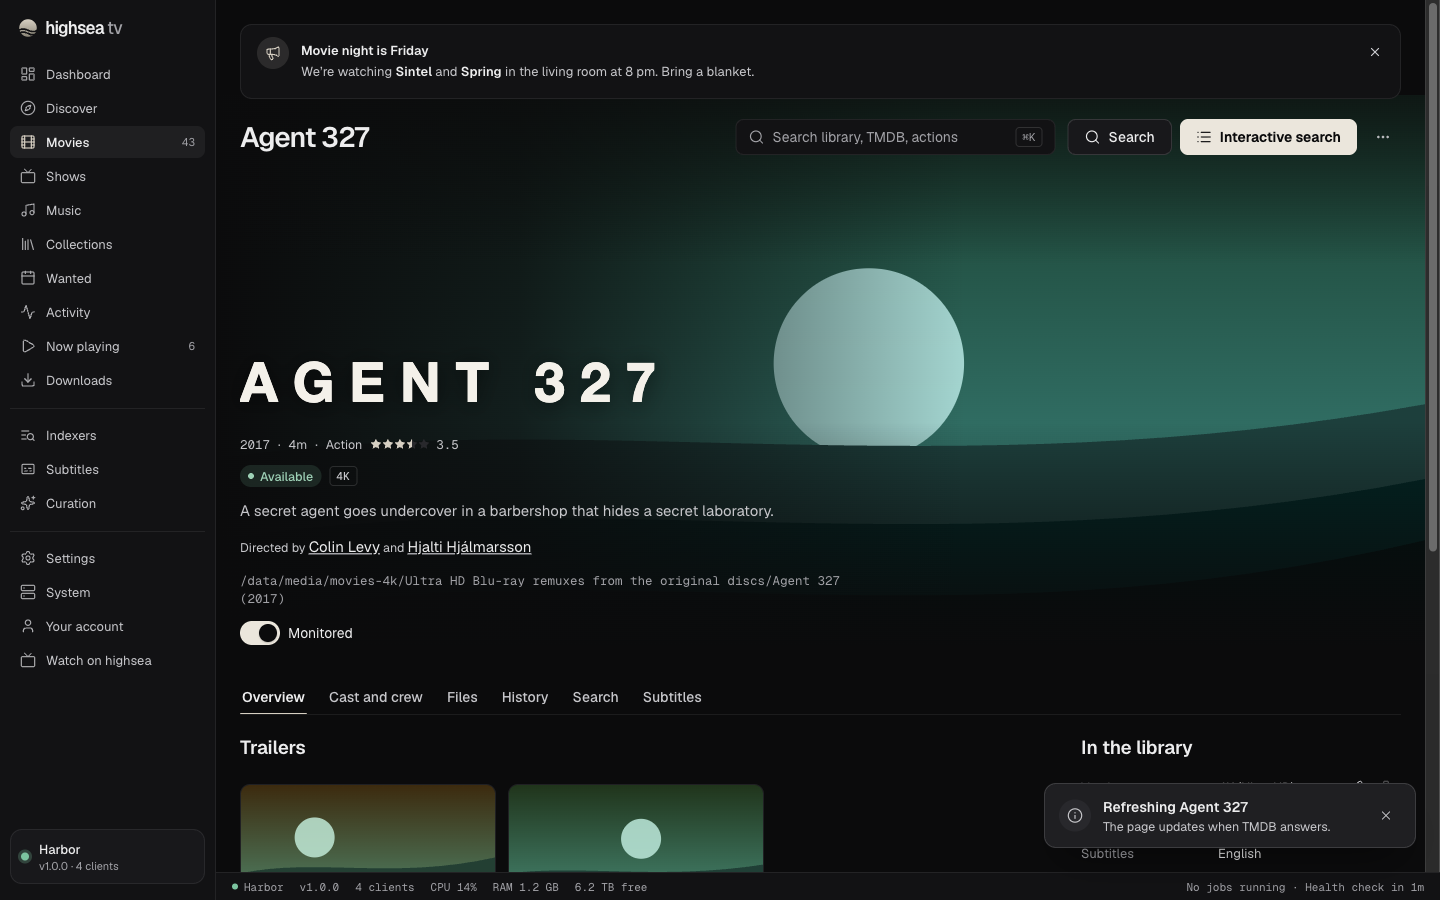 highsea tv
Dashboard
Discover
Movies 43
Shows
Music
Collections
Wanted
Activity
Now playing 6
Downloads
Indexers
Subtitles
Curation
Settings
System
Your account
Watch on highsea
Harbor
v1.0.0 · 4 clients
Movie night is Friday
We're watching Sintel and Spring in the living room at 8 pm. Bring a blanket.
Agent 327
Search library, TMDB, actions ⌘K
Search
Interactive search
AGENT 327
2017 · 4m · Action 3.5
Available 4K
A secret agent goes undercover in a barbershop that hides a secret laboratory.
Directed by Colin Levy and Hjalti Hjálmarsson
/data/media/movies-4k/Ultra HD Blu-ray remuxes from the original discs/Agent 327
(2017)
Monitored
Overview Cast and crew Files History Search Subtitles
Trailers
In the library
Refreshing Agent 327
The page updates when TMDB answers.
Subtitles English
Harbor v1.0.0 4 clients CPU 14% RAM 1.2 GB 6.2 TB free
No jobs running · Health check in 1m